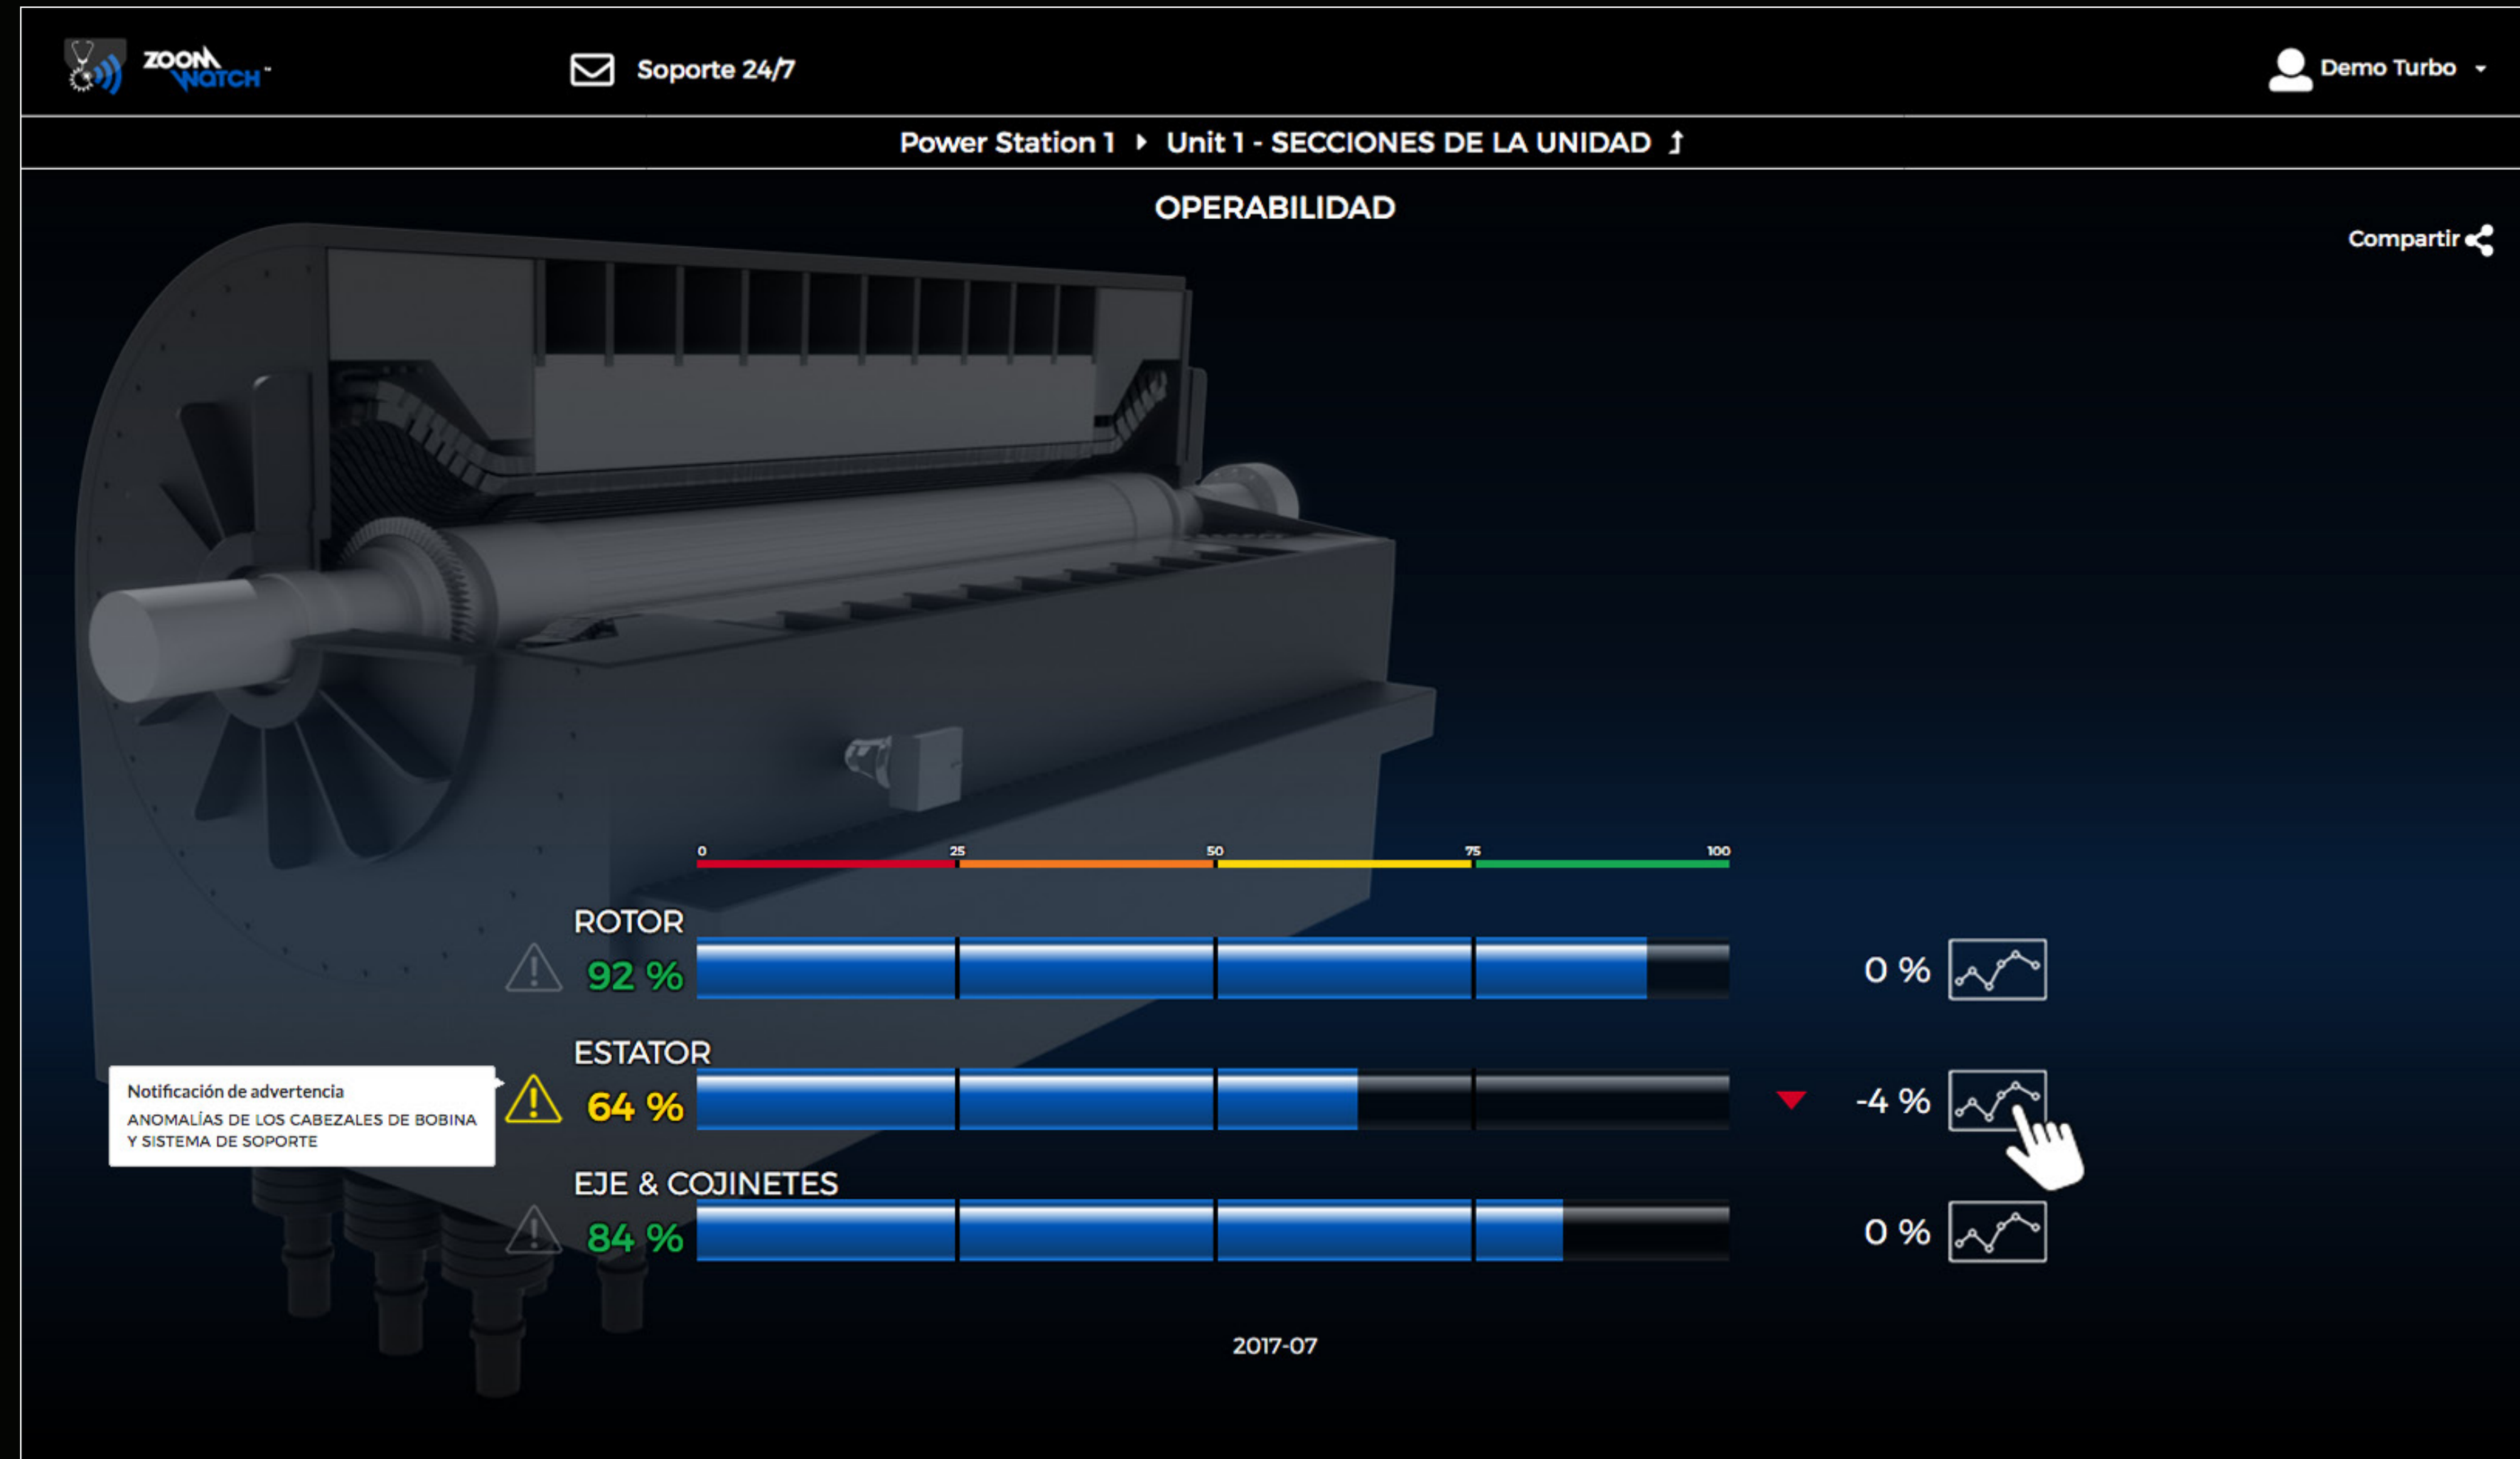 ZOOM
WATCH™
Soporte 24/7
Demo Turbo
Power Station 1 ▸ Unit 1 - SECCIONES DE LA UNIDAD
OPERABILIDAD
Compartir
0 25 50 75 100
ROTOR
92 %
0 %
ESTATOR
Notificación de advertencia
ANOMALÍAS DE LOS CABEZALES DE BOBINA
Y SISTEMA DE SOPORTE
64 %
-4 %
EJE & COJINETES
84 %
0 %
2017-07